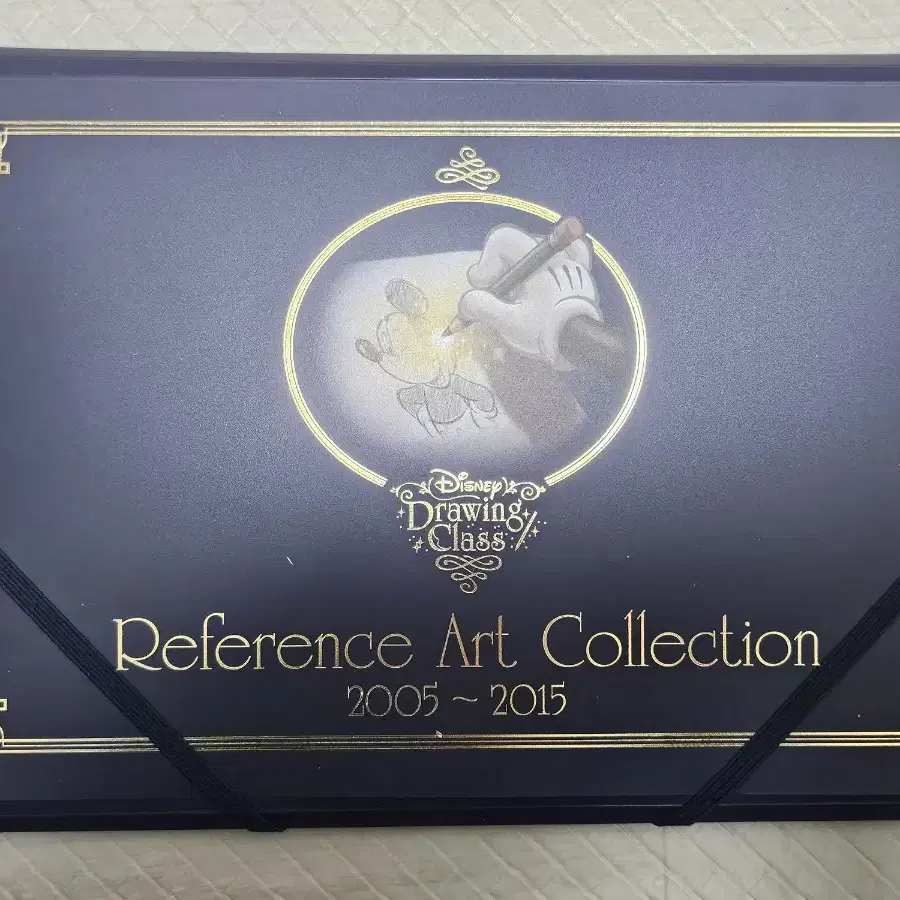 Disney
Drawing
Class
Reference Art Collection
2005 ~ 2015